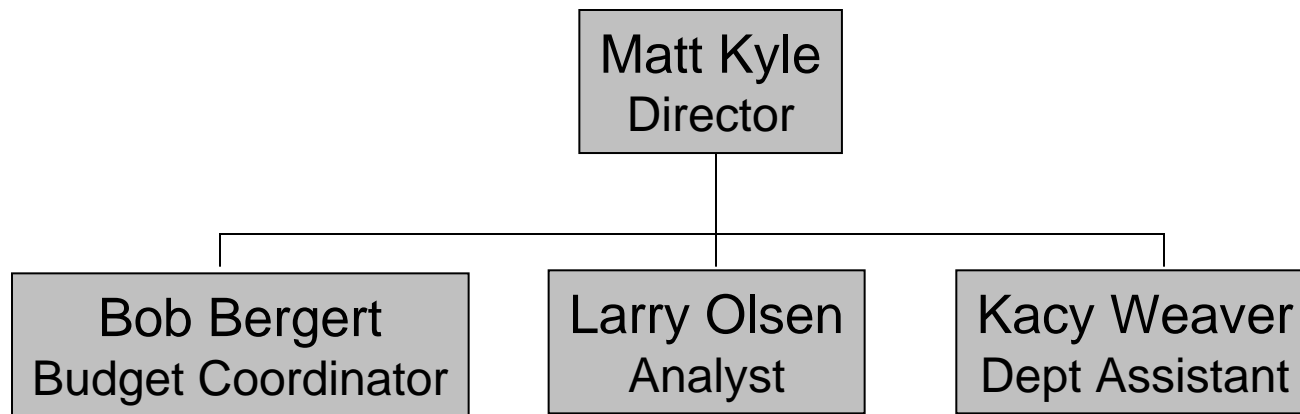 Matt Kyle
Director
Bob Bergert
Budget Coordinator
Larry Olsen
Analyst
Kacy Weaver
Dept Assistant